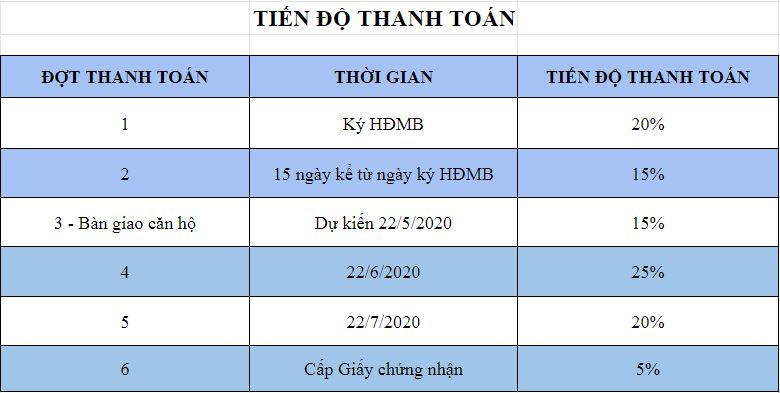 TIẾN ĐỘ THANH TOÁN
ĐỢT THANH TOÁN THỜI GIAN TIẾN ĐỘ THANH TOÁN
1 Ký HĐMB 20%
2 15 ngày kể từ ngày ký HĐMB 15%
3 - Bàn giao căn hộ Dự kiến 22/5/2020 15%
4 22/6/2020 25%
5 22/7/2020 20%
6 Cấp Giấy chứng nhận 5%